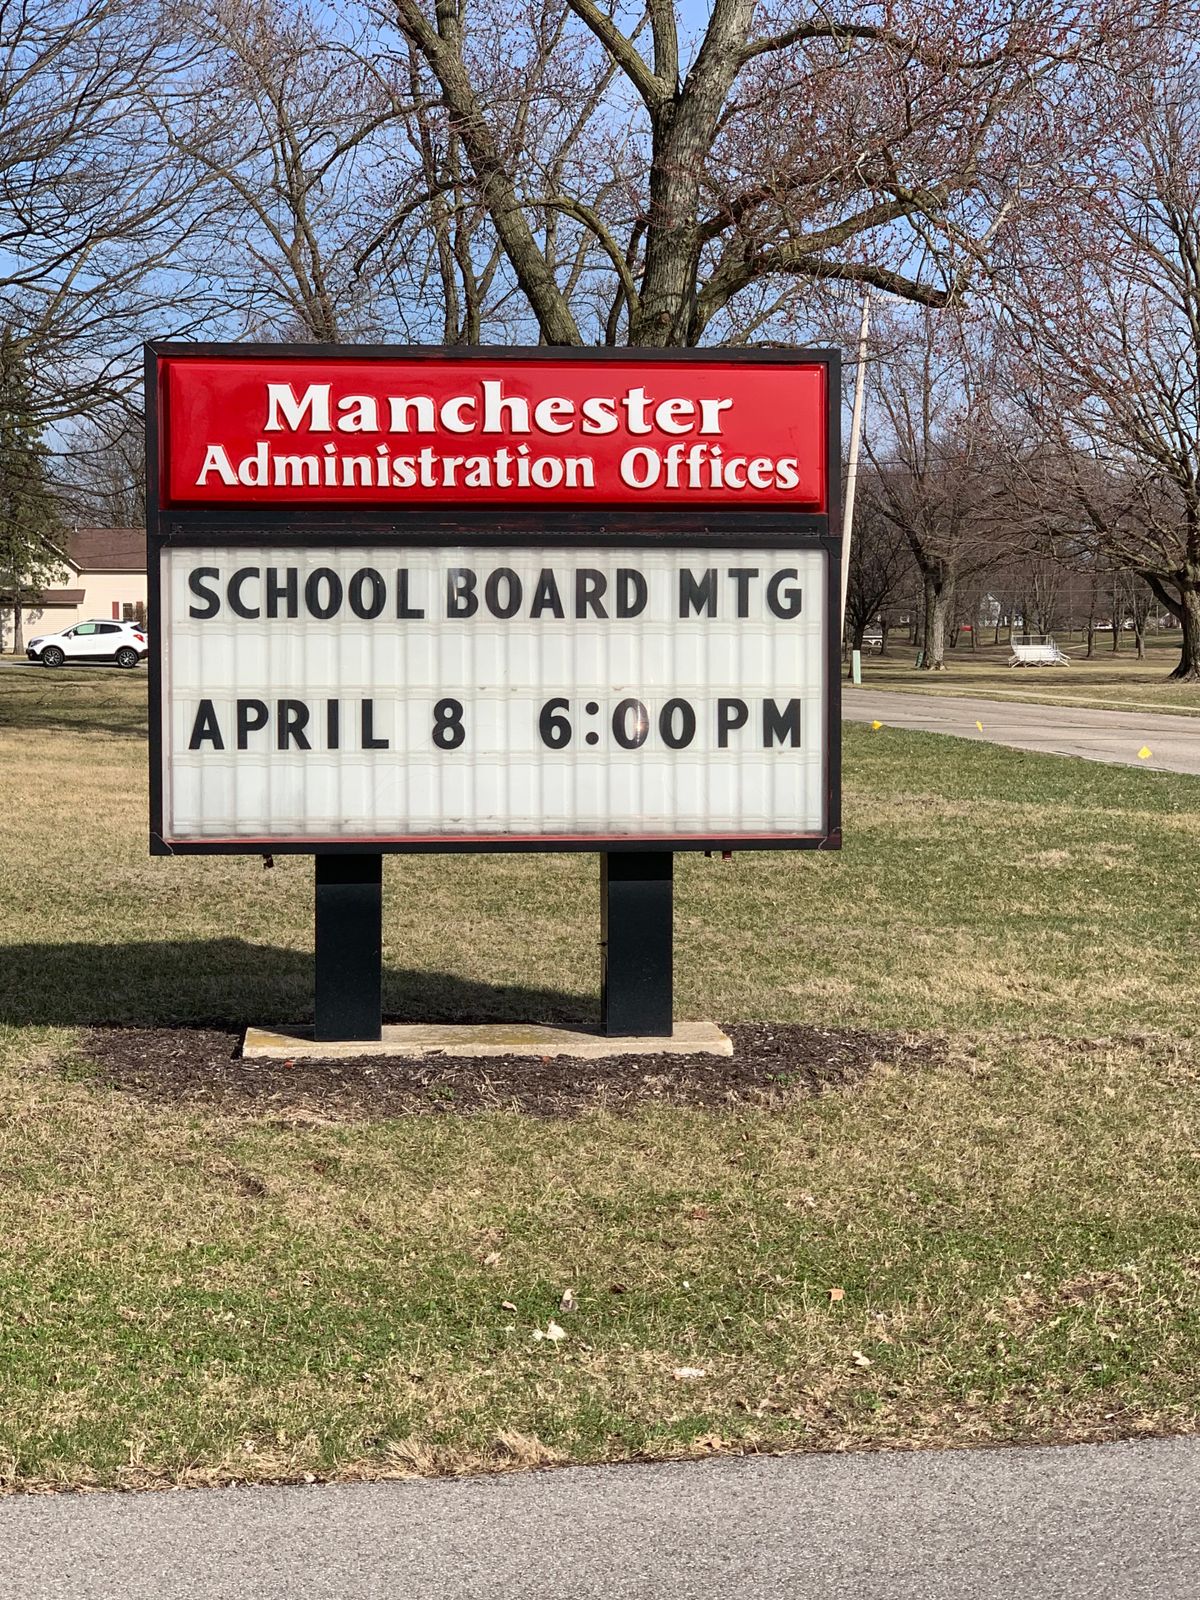 Manchester
Administration Offices
SCHOOL BOARD MTG
APRIL 8 6:00PM